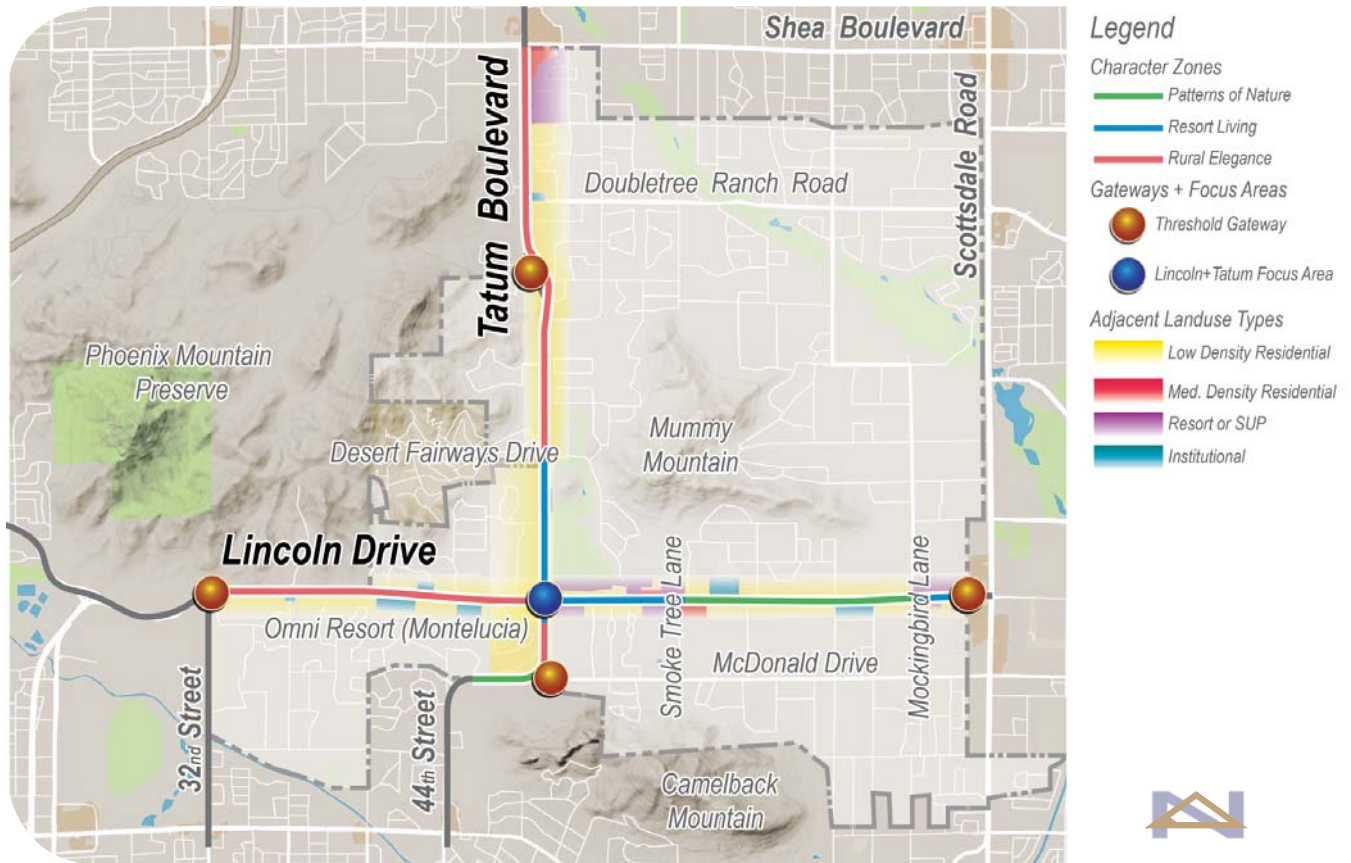 Shea Boulevard
Tatum Boulevard
Scottsdale Road
Doubletree Ranch Road
Phoenix Mountain
Preserve
Desert Fairways Drive
Mummy
Mountain
Lincoln Drive
Omni Resort (Montelucia)
Smoke Tree Lane
Mockingbird Lane
McDonald Drive
32nd Street
44th Street
Camelback
Mountain
Legend
Character Zones
Patterns of Nature
Resort Living
Rural Elegance
Gateways + Focus Areas
Threshold Gateway
Lincoln+Tatum Focus Area
Adjacent Landuse Types
Low Density Residential
Med. Density Residential
Resort or SUP
Institutional
N